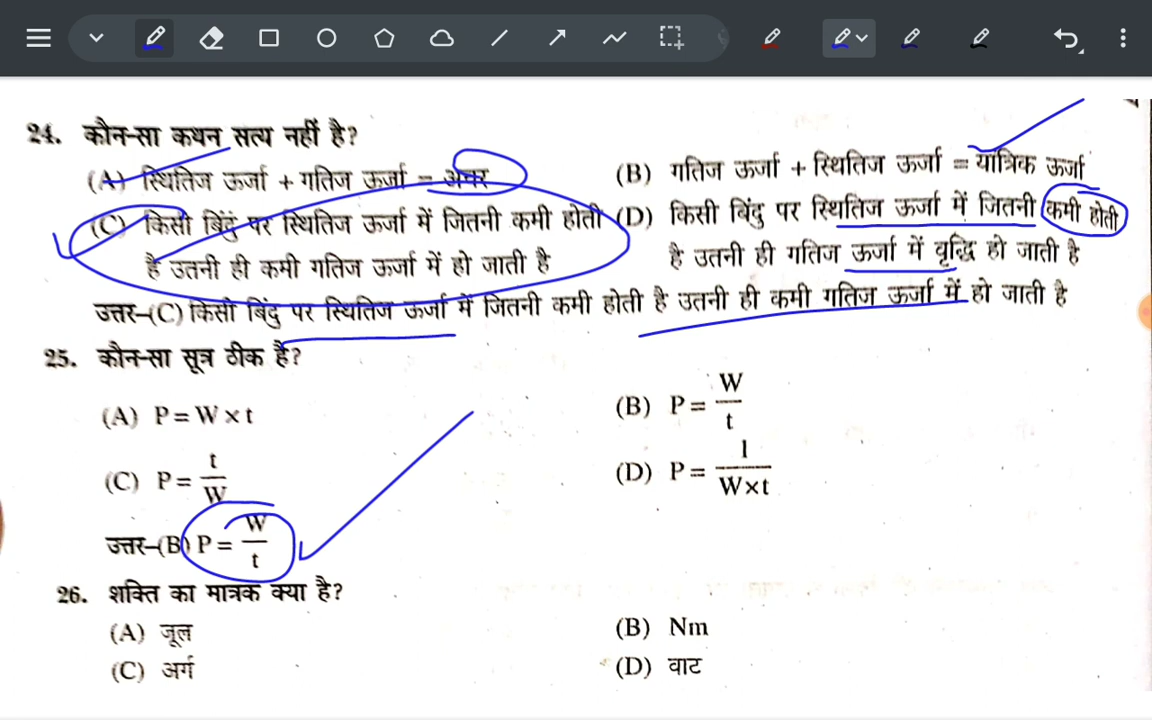 24. कौन-सा कथन सत्य नहीं है?
(A) स्थितिज ऊर्जा + गतिज ऊर्जा = अचर
(B) गतिज ऊर्जा + स्थितिज ऊर्जा = यांत्रिक ऊर्जा
(C) किसी बिंदु पर स्थितिज ऊर्जा में जितनी कमी होती
है उतनी ही कमी गतिज ऊर्जा में हो जाती है
(D) किसी बिंदु पर स्थितिज ऊर्जा में जितनी कमी होती
है उतनी ही गतिज ऊर्जा में वृद्धि हो जाती है
उत्तर–(C) किसी बिंदु पर स्थितिज ऊर्जा में जितनी कमी होती है उतनी ही कमी गतिज ऊर्जा में हो जाती है
25. कौन-सा सूत्र ठीक है?
(A) P = W × t
(B) P = W/t
(C) P = t/W
(D) P = 1/W×t
उत्तर–(B) P = W/t
26. शक्ति का मात्रक क्या है?
(A) जूल
(B) Nm
(C) अर्ग
(D) वाट